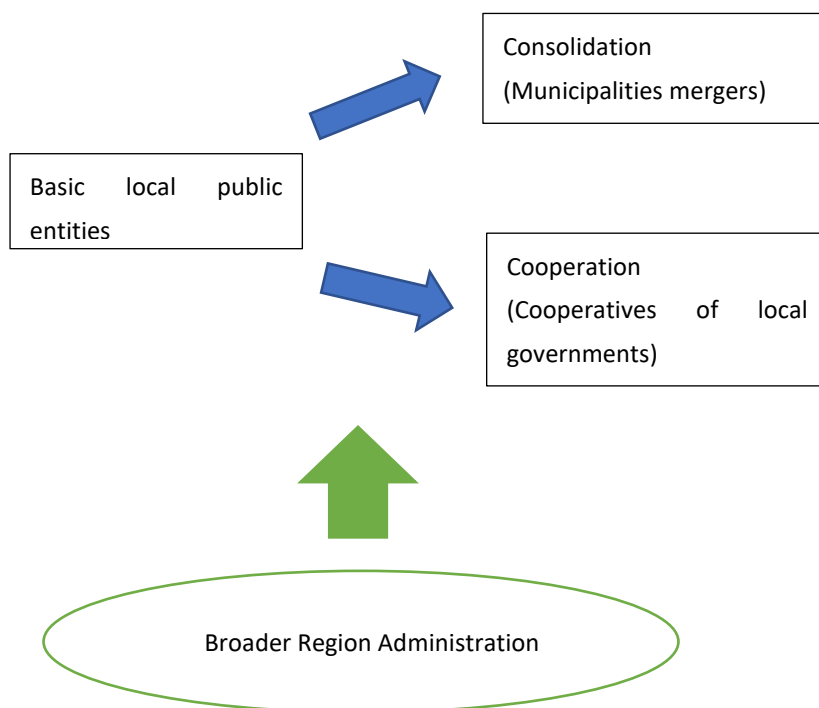 Consolidation
(Municipalities mergers)
Basic local public
entities
Cooperation
(Cooperatives of local
governments)
Broader Region Administration